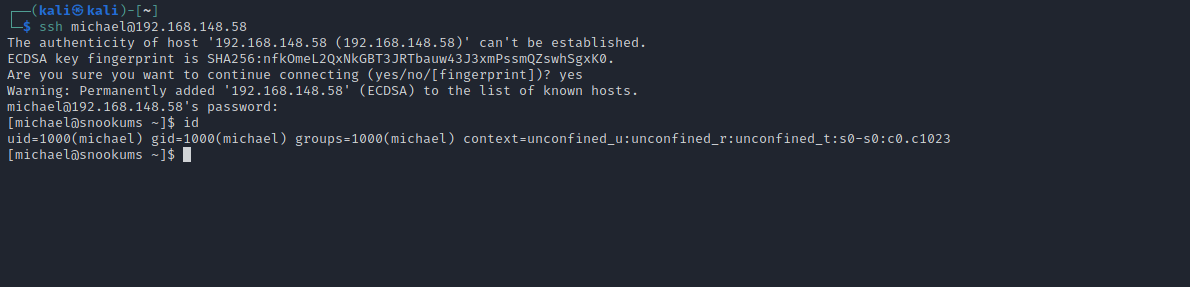 ┌──(kali㉿kali)-[~]
└─$ ssh michael@192.168.148.58
The authenticity of host '192.168.148.58 (192.168.148.58)' can't be established.
ECDSA key fingerprint is SHA256:nfkOmeL2QxNkGBT3JRTbauw43J3xmPssmQZswhSgxK0.
Are you sure you want to continue connecting (yes/no/[fingerprint])? yes
Warning: Permanently added '192.168.148.58' (ECDSA) to the list of known hosts.
michael@192.168.148.58's password:
[michael@snookums ~]$ id
uid=1000(michael) gid=1000(michael) groups=1000(michael) context=unconfined_u:unconfined_r:unconfined_t:s0-s0:c0.c1023
[michael@snookums ~]$